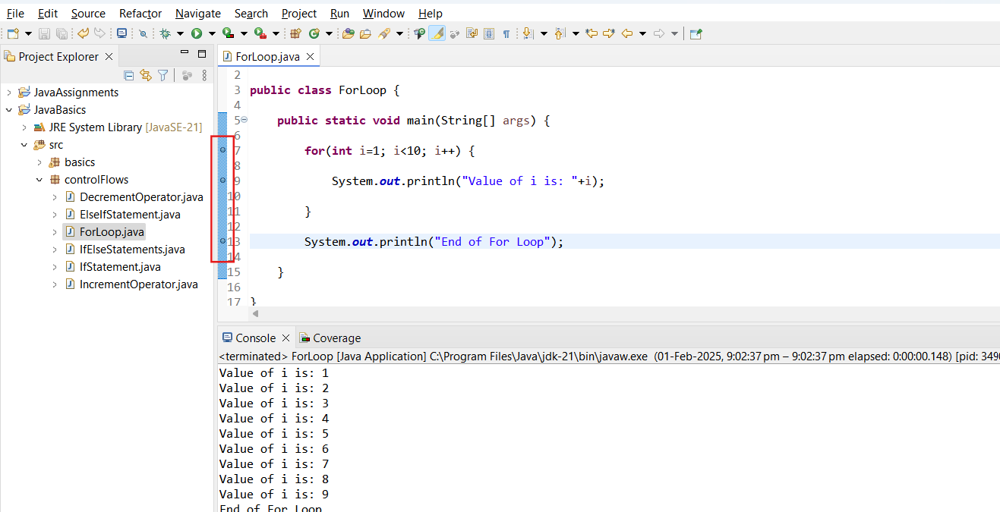 File Edit Source Refactor Navigate Search Project Run Window Help
Project Explorer
JavaAssignments
JavaBasics
JRE System Library [JavaSE-21]
src
basics
controlFlows
DecrementOperator.java
ElseIfStatement.java
ForLoop.java
IfElseStatements.java
IfStatement.java
IncrementOperator.java
ForLoop.java
2
3 public class ForLoop {
4
5 public static void main(String[] args) {
6
7 for(int i=1; i<10; i++) {
8
9 System.out.println("Value of i is: "+i);
10
11 }
12
13 System.out.println("End of For Loop");
14
15 }
16
17 }
Console Coverage
<terminated> ForLoop [Java Application] C:\Program Files\Java\jdk-21\bin\javaw.exe (01-Feb-2025, 9:02:37 pm – 9:02:37 pm elapsed: 0:00:00.148) [pid: 349
Value of i is: 1
Value of i is: 2
Value of i is: 3
Value of i is: 4
Value of i is: 5
Value of i is: 6
Value of i is: 7
Value of i is: 8
Value of i is: 9
End of For Loop